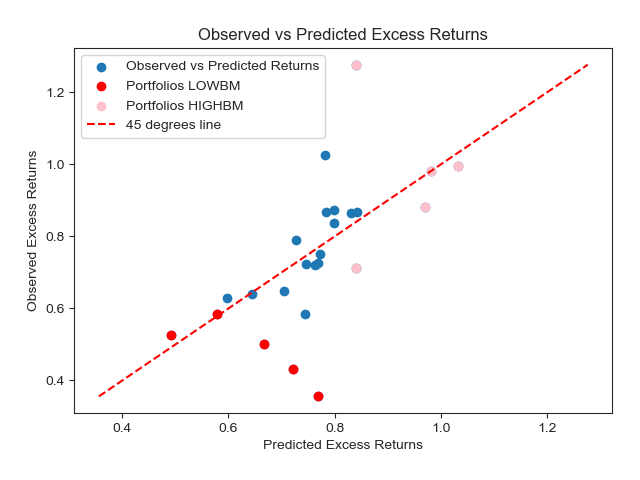 Observed vs Predicted Excess Returns
Observed vs Predicted Returns
Portfolios LOWBM
Portfolios HIGHBM
45 degrees line
Observed Excess Returns
1.2
1.0
0.8
0.6
0.4
0.4
0.6
0.8
1.0
1.2
Predicted Excess Returns